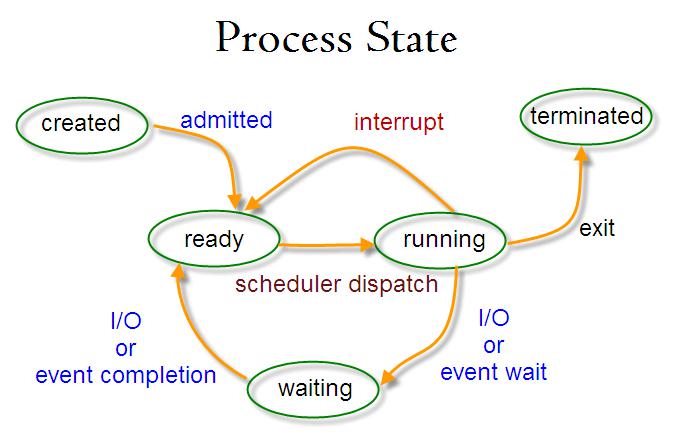 Process State
created
admitted
interrupt
terminated
ready
running
exit
scheduler dispatch
I/O
or
event completion
I/O
or
event wait
waiting